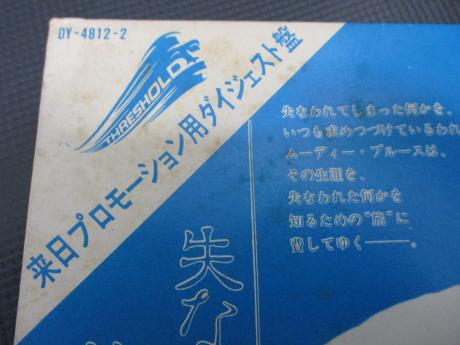 DY-4812-2
THRESHOLD
来日プロモーション用ダイジェスト盤
失なわれてしまった何かを、
いつも求めつづけているわれ
ムーディー・ブルースは、
その生涯を、
失なわれた何かを
知るための“旅”に
費してゆく——。
失な